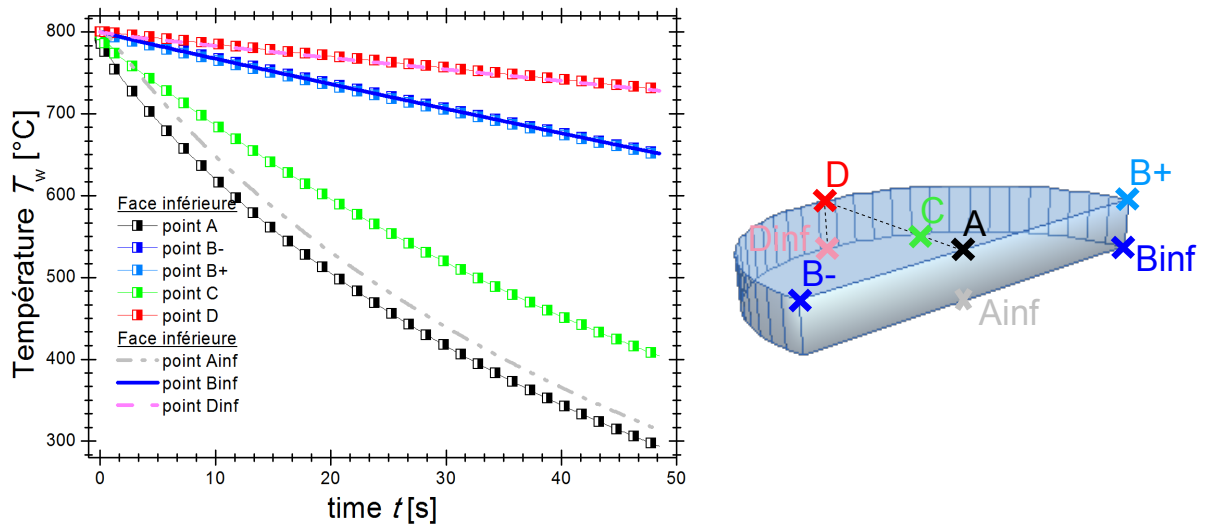 Température Tw [°C]
800
700
600
500
400
300
0
10
20
30
40
50
time t [s]
Face inférieure
point A
point B-
point B+
point C
point D
Face inférieure
point Ainf
point Binf
point Dinf
D
B+
C
A
Dinf
B-
Binf
Ainf